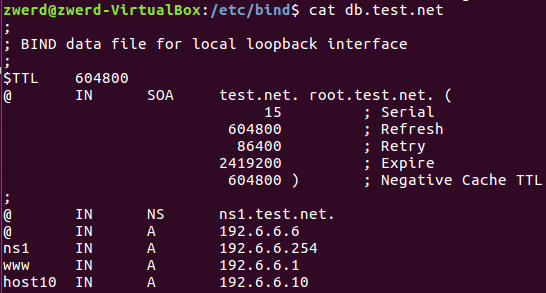 zwerd@zwerd-VirtualBox:/etc/bind$ cat db.test.net
;
; BIND data file for local loopback interface
;
$TTL    604800
@       IN      SOA     test.net. root.test.net. (
                             15         ; Serial
                         604800         ; Refresh
                          86400         ; Retry
                        2419200         ; Expire
                         604800 )       ; Negative Cache TTL
;
@       IN      NS      ns1.test.net.
@       IN      A       192.6.6.6
ns1     IN      A       192.6.6.254
www     IN      A       192.6.6.1
host10  IN      A       192.6.6.10